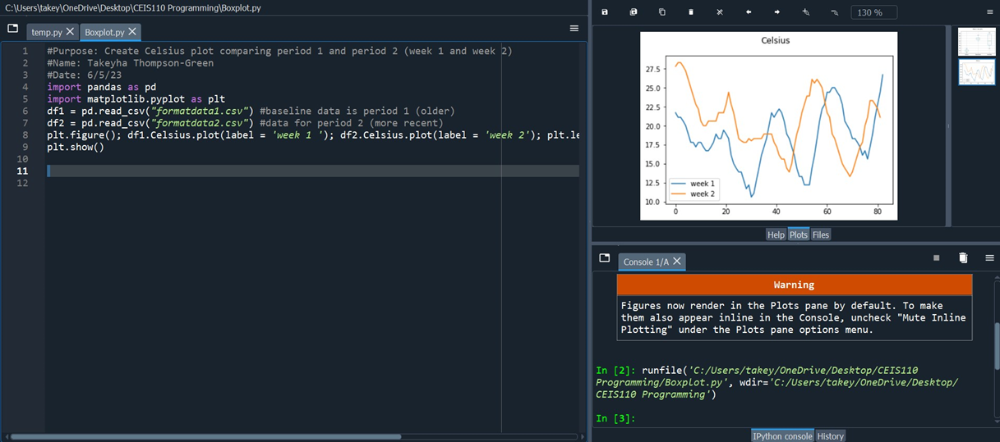 C:\Users\takey\OneDrive\Desktop\CEIS110 Programming\Boxplot.py
temp.py
Boxplot.py
1 #Purpose: Create Celsius plot comparing period 1 and period 2 (week 1 and week 2)
2 #Name: Takeyha Thompson-Green
3 #Date: 6/5/23
4 import pandas as pd
5 import matplotlib.pyplot as plt
6 df1 = pd.read_csv("formatdata1.csv") #baseline data is period 1 (older)
7 df2 = pd.read_csv("formatdata2.csv") #data for period 2 (more recent)
8 plt.figure(); df1.Celsius.plot(label = 'week 1 '); df2.Celsius.plot(label = 'week 2'); plt.le
9 plt.show()
10
11
12
130 %
Celsius
27.5
25.0
22.5
20.0
17.5
15.0
12.5
10.0
week 1
week 2
0 20 40 60 80
Help Plots Files
Console 1/A
Warning
Figures now render in the Plots pane by default. To make
them also appear inline in the Console, uncheck "Mute Inline
Plotting" under the Plots pane options menu.
In [2]: runfile('C:/Users/takey/OneDrive/Desktop/CEIS110
Programming/Boxplot.py', wdir='C:/Users/takey/OneDrive/Desktop/
CEIS110 Programming')
In [3]:
IPython console History